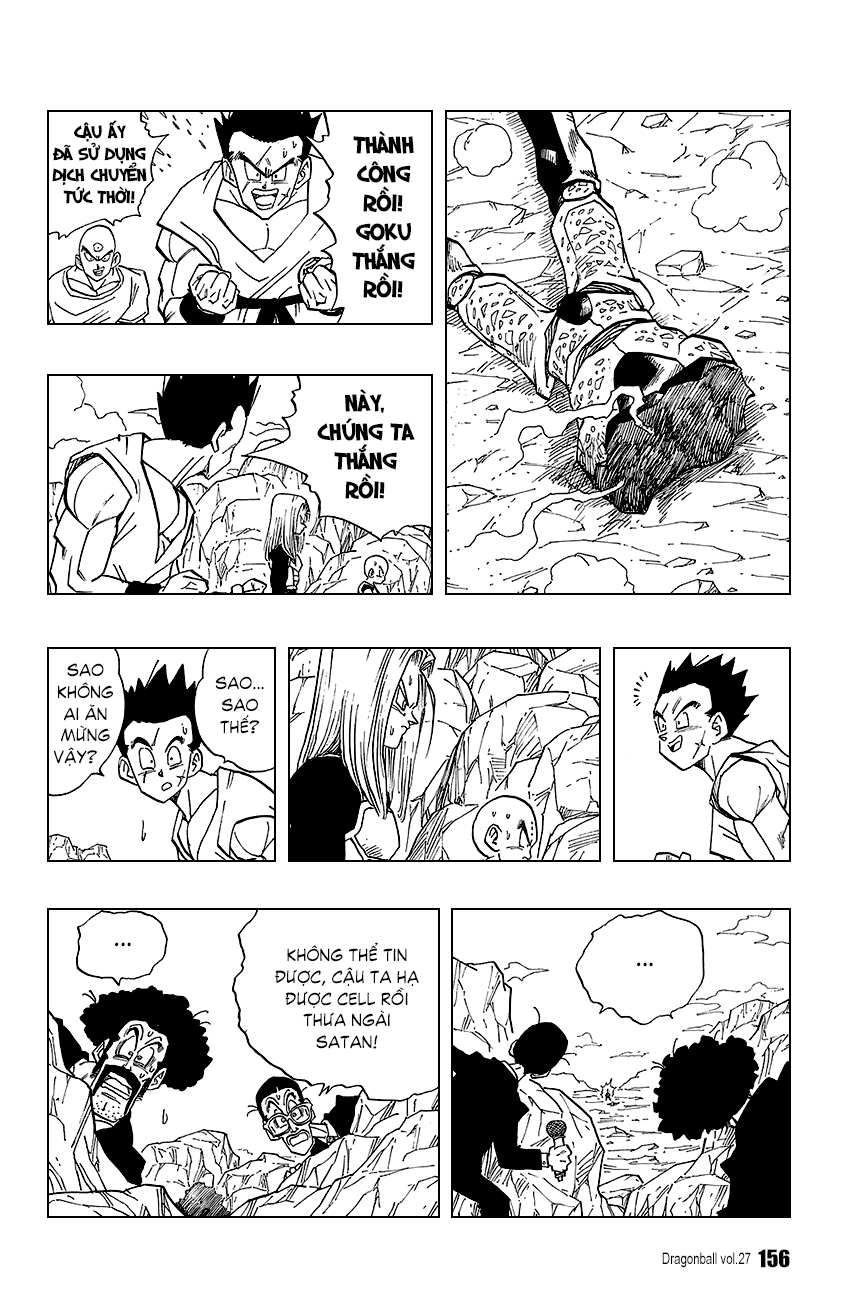 THÀNH
CÔNG
RỒI!
GOKU
THẮNG
RỒI!
CẬU ẤY
ĐÃ SỬ DỤNG
DỊCH CHUYỂN
TỨC THỜI!
NÀY,
CHÚNG TA
THẮNG
RỒI!
SAO...
SAO
THẾ?
SAO
KHÔNG
AI ĂN
MỪNG
VẬY?
...
KHÔNG THỂ TIN
ĐƯỢC, CẬU TA HẠ
ĐƯỢC CELL RỒI
THƯA NGÀI
SATAN!
...
Dragonball vol.27 156